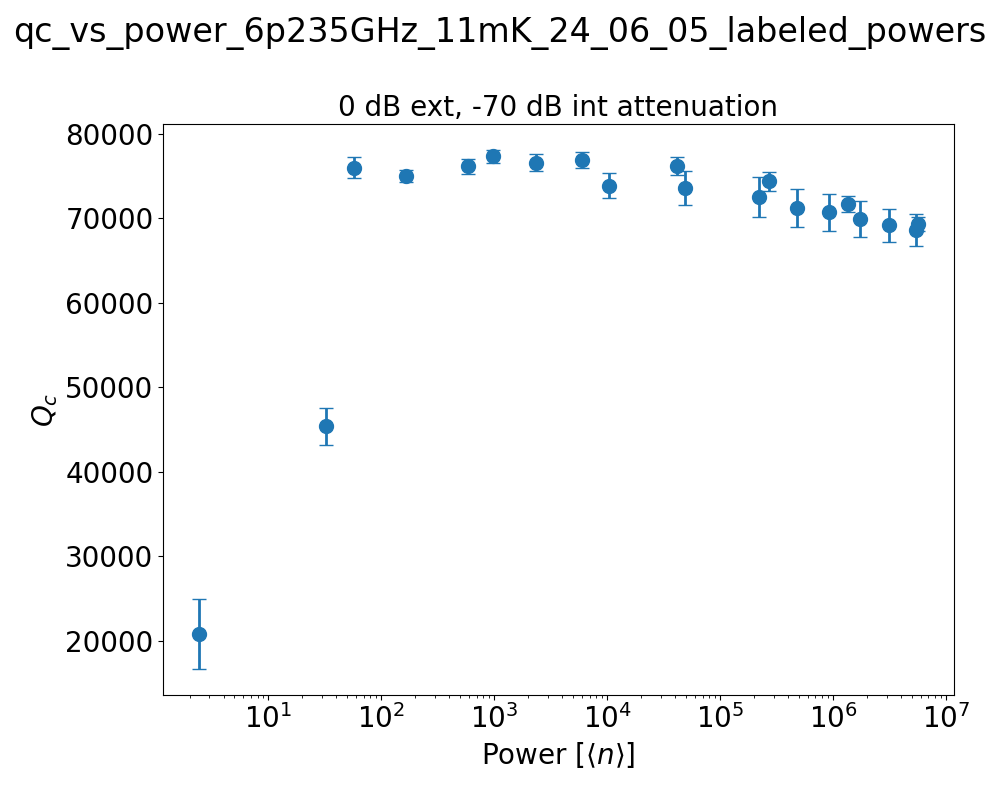 qc_vs_power_6p235GHz_11mK_24_06_05_labeled_powers
0 dB ext, -70 dB int attenuation
80000
70000
60000
50000
40000
30000
20000
Q_c
10^1 10^2 10^3 10^4 10^5 10^6 10^7
Power [⟨n⟩]